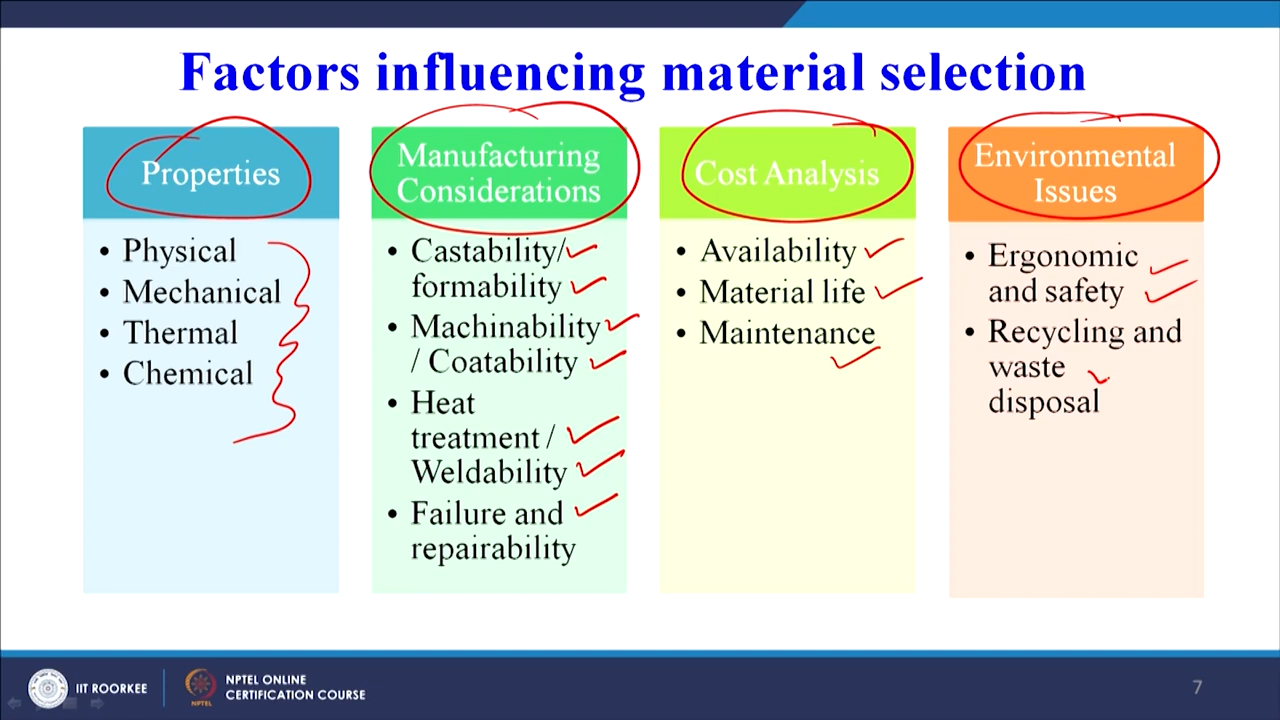 Factors influencing material selection
Properties
• Physical
• Mechanical
• Thermal
• Chemical
Manufacturing
Considerations
• Castability/
formability
• Machinability
/ Coatability
• Heat
treatment /
Weldability
• Failure and
repairability
Cost Analysis
• Availability
• Material life
• Maintenance
Environmental
Issues
• Ergonomic
and safety
• Recycling and
waste
disposal
IIT ROORKEE
NPTEL
NPTEL ONLINE
CERTIFICATION COURSE
7